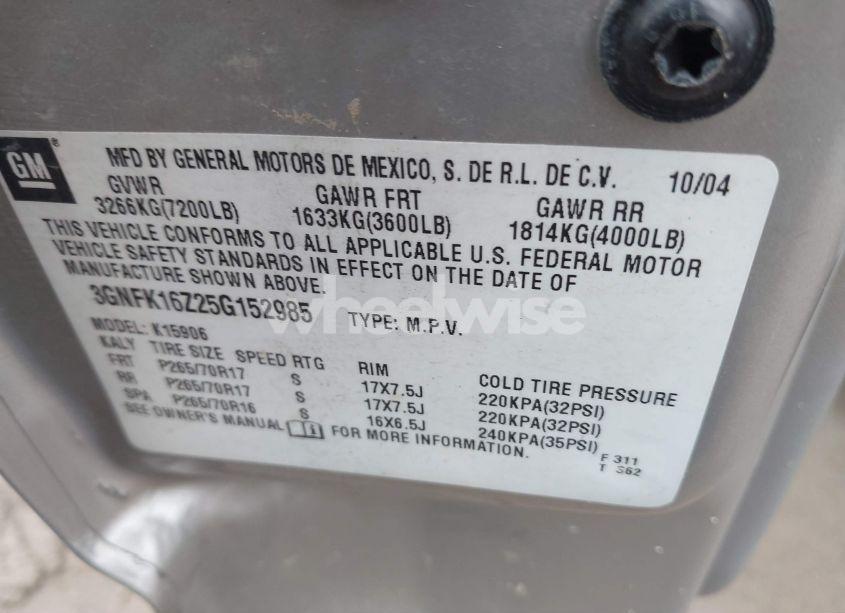 GM®
MFD BY GENERAL MOTORS DE MEXICO, S. DE R.L. DE C.V. 10/04
GVWR GAWR FRT GAWR RR
3266KG(7200LB) 1633KG(3600LB) 1814KG(4000LB)
THIS VEHICLE CONFORMS TO ALL APPLICABLE U.S. FEDERAL MOTOR
VEHICLE SAFETY STANDARDS IN EFFECT ON THE DATE OF
MANUFACTURE SHOWN ABOVE.
3GNFK16Z25G152985 TYPE: M.P.V.
MODEL: K15906
KALY TIRE SIZE SPEED RTG RIM COLD TIRE PRESSURE
FRT P265/70R17 S 17X7.5J 220KPA(32PSI)
RR P265/70R17 S 17X7.5J 220KPA(32PSI)
SPA P265/70R16 S 16X6.5J 240KPA(35PSI)
SEE OWNER'S MANUAL FOR MORE INFORMATION.
F 311
T S62
wheelwise